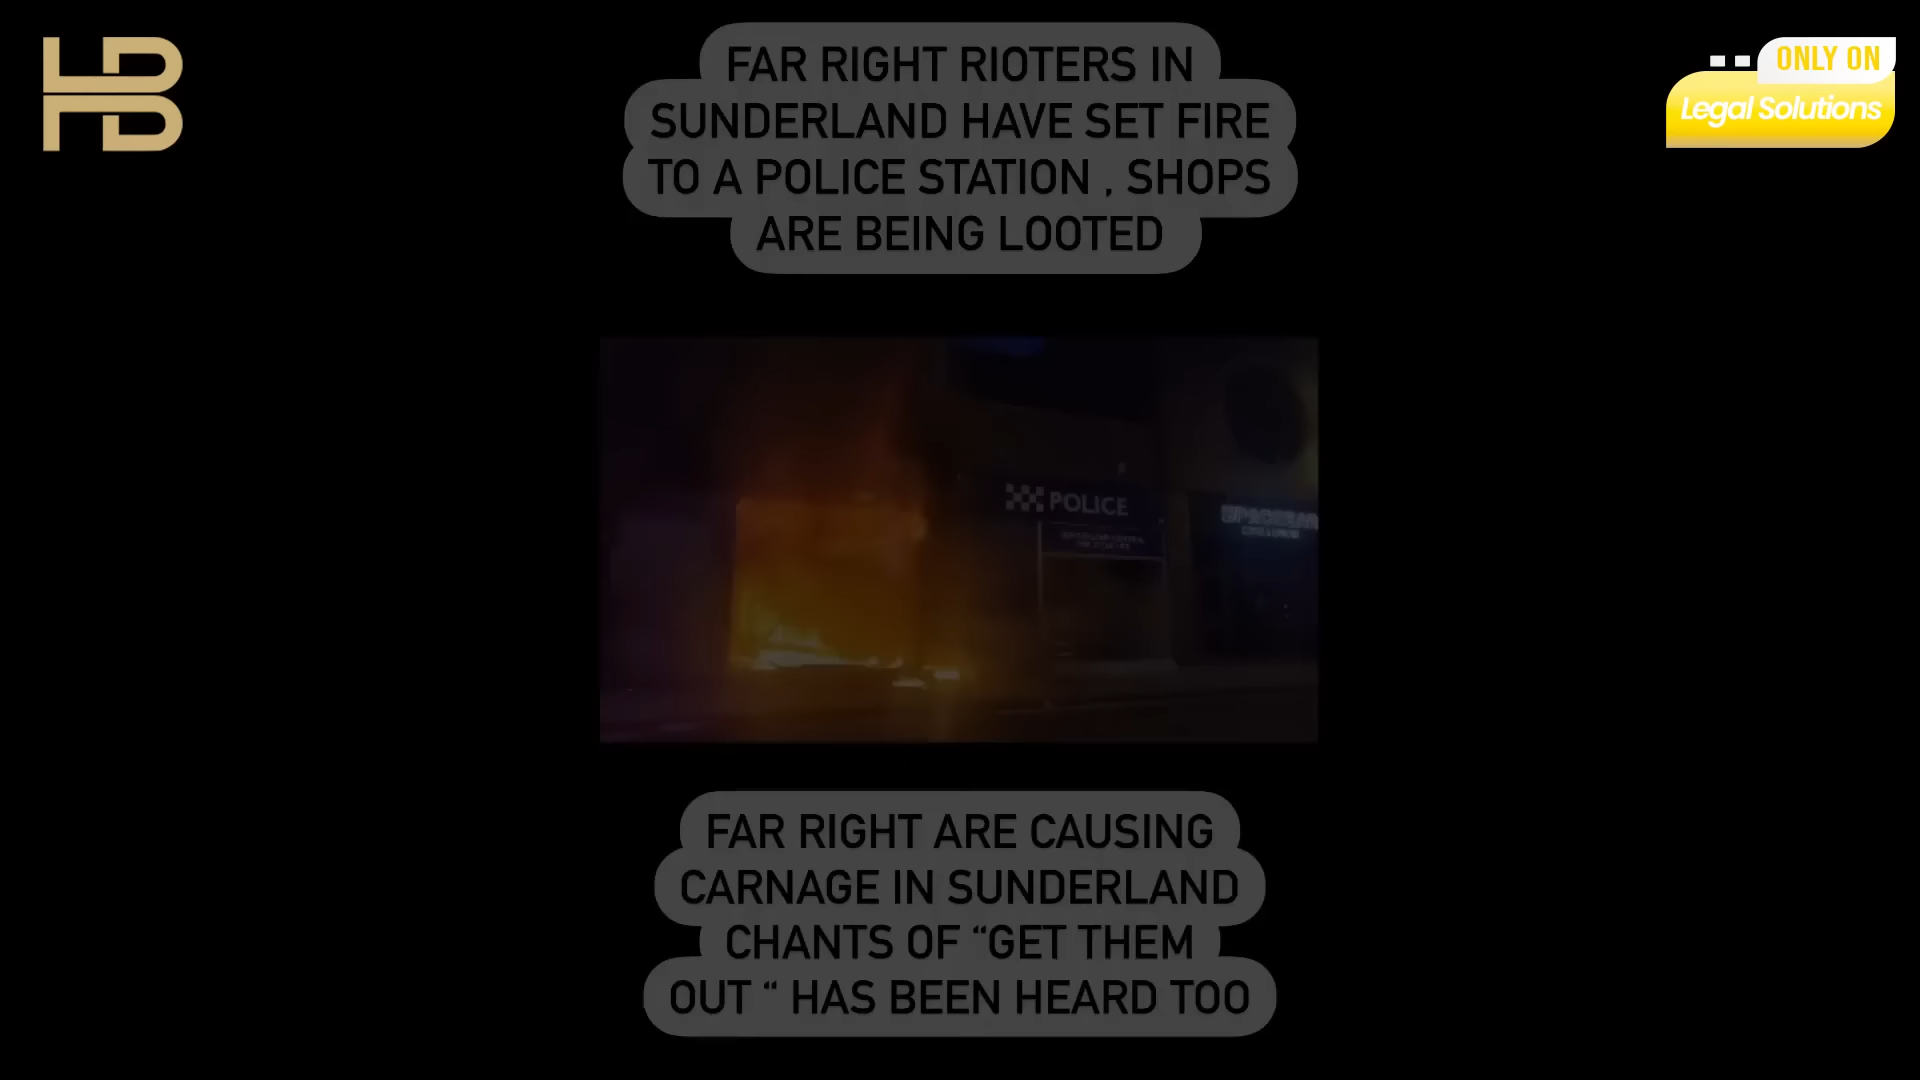 FAR RIGHT RIOTERS IN
SUNDERLAND HAVE SET FIRE
TO A POLICE STATION , SHOPS
ARE BEING LOOTED
ONLY ON
Legal Solutions
POLICE
FAR RIGHT ARE CAUSING
CARNAGE IN SUNDERLAND
CHANTS OF “GET THEM
OUT “ HAS BEEN HEARD TOO